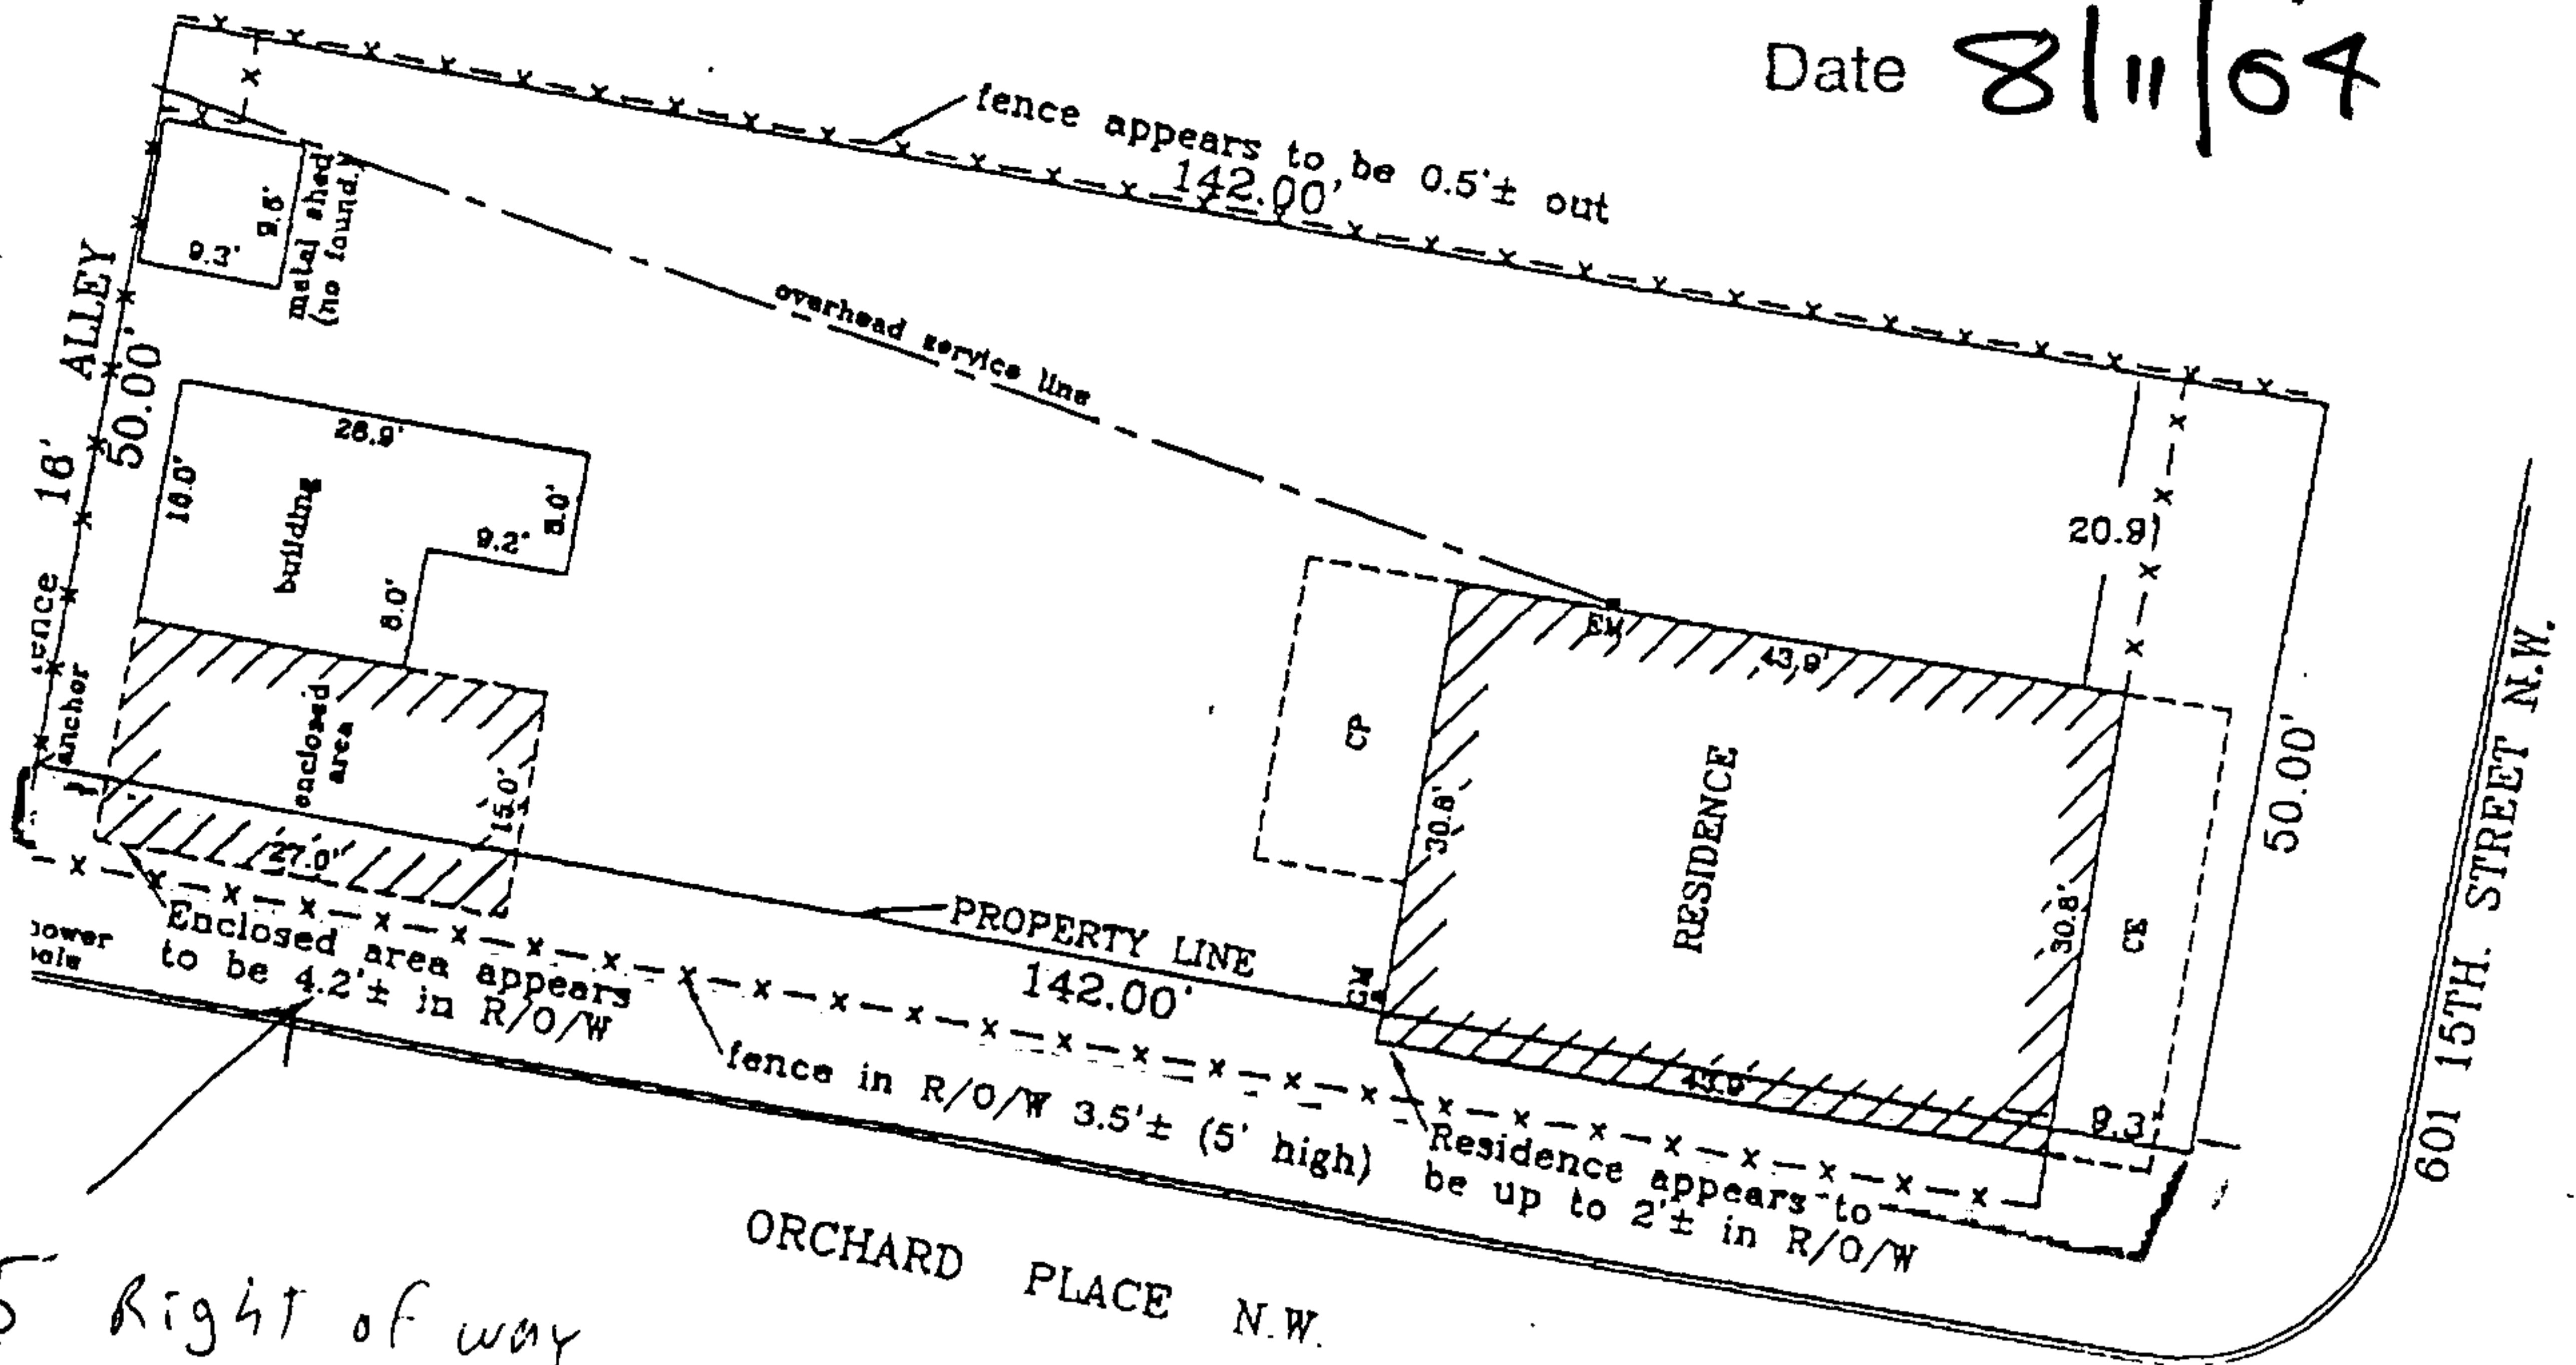 Date 8/11/04
fence appears to be 0.5'± out
142.00'
metal shed
(no found.)
9.3'
ALLEY
50.00'
16'
overhead service line
26.9'
16.0'
building
9.2'
8.0'
8.0'
Anchor
enclosed
area
15.0'
27.0'
Enclosed area appears
to be 4.2'± in R/O/W
PROPERTY LINE
142.00'
fence in R/O/W 3.5'± (5' high)
CP
GM
EM
43.9'
30.8'
RESIDENCE
30.8'
CE
43.9'
20.9'
9.3'
50.00'
Residence appears to
be up to 2'± in R/O/W
601 15TH. STREET N.W.
ORCHARD PLACE N.W.
5 Right of way